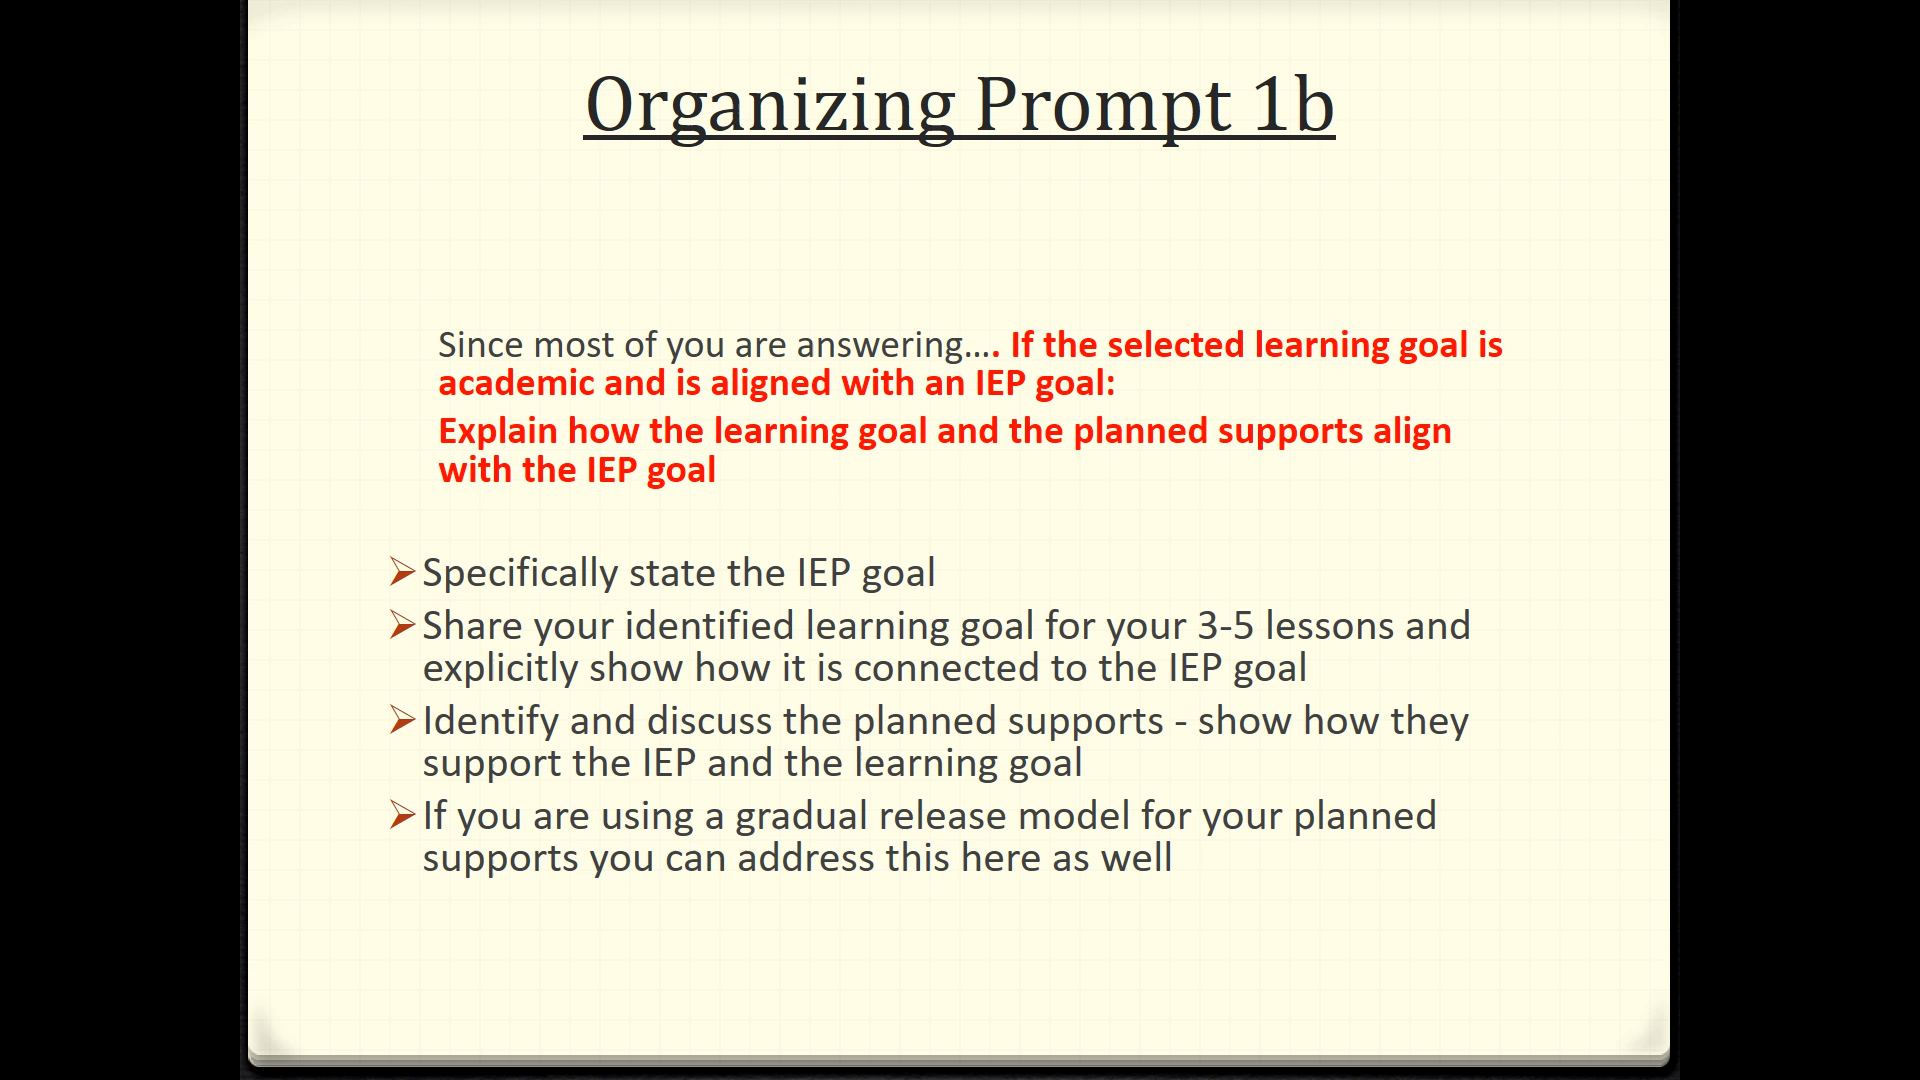 Organizing Prompt 1b
Since most of you are answering…. If the selected learning goal is
academic and is aligned with an IEP goal:
Explain how the learning goal and the planned supports align
with the IEP goal
Specifically state the IEP goal
Share your identified learning goal for your 3-5 lessons and
explicitly show how it is connected to the IEP goal
Identify and discuss the planned supports - show how they
support the IEP and the learning goal
If you are using a gradual release model for your planned
supports you can address this here as well